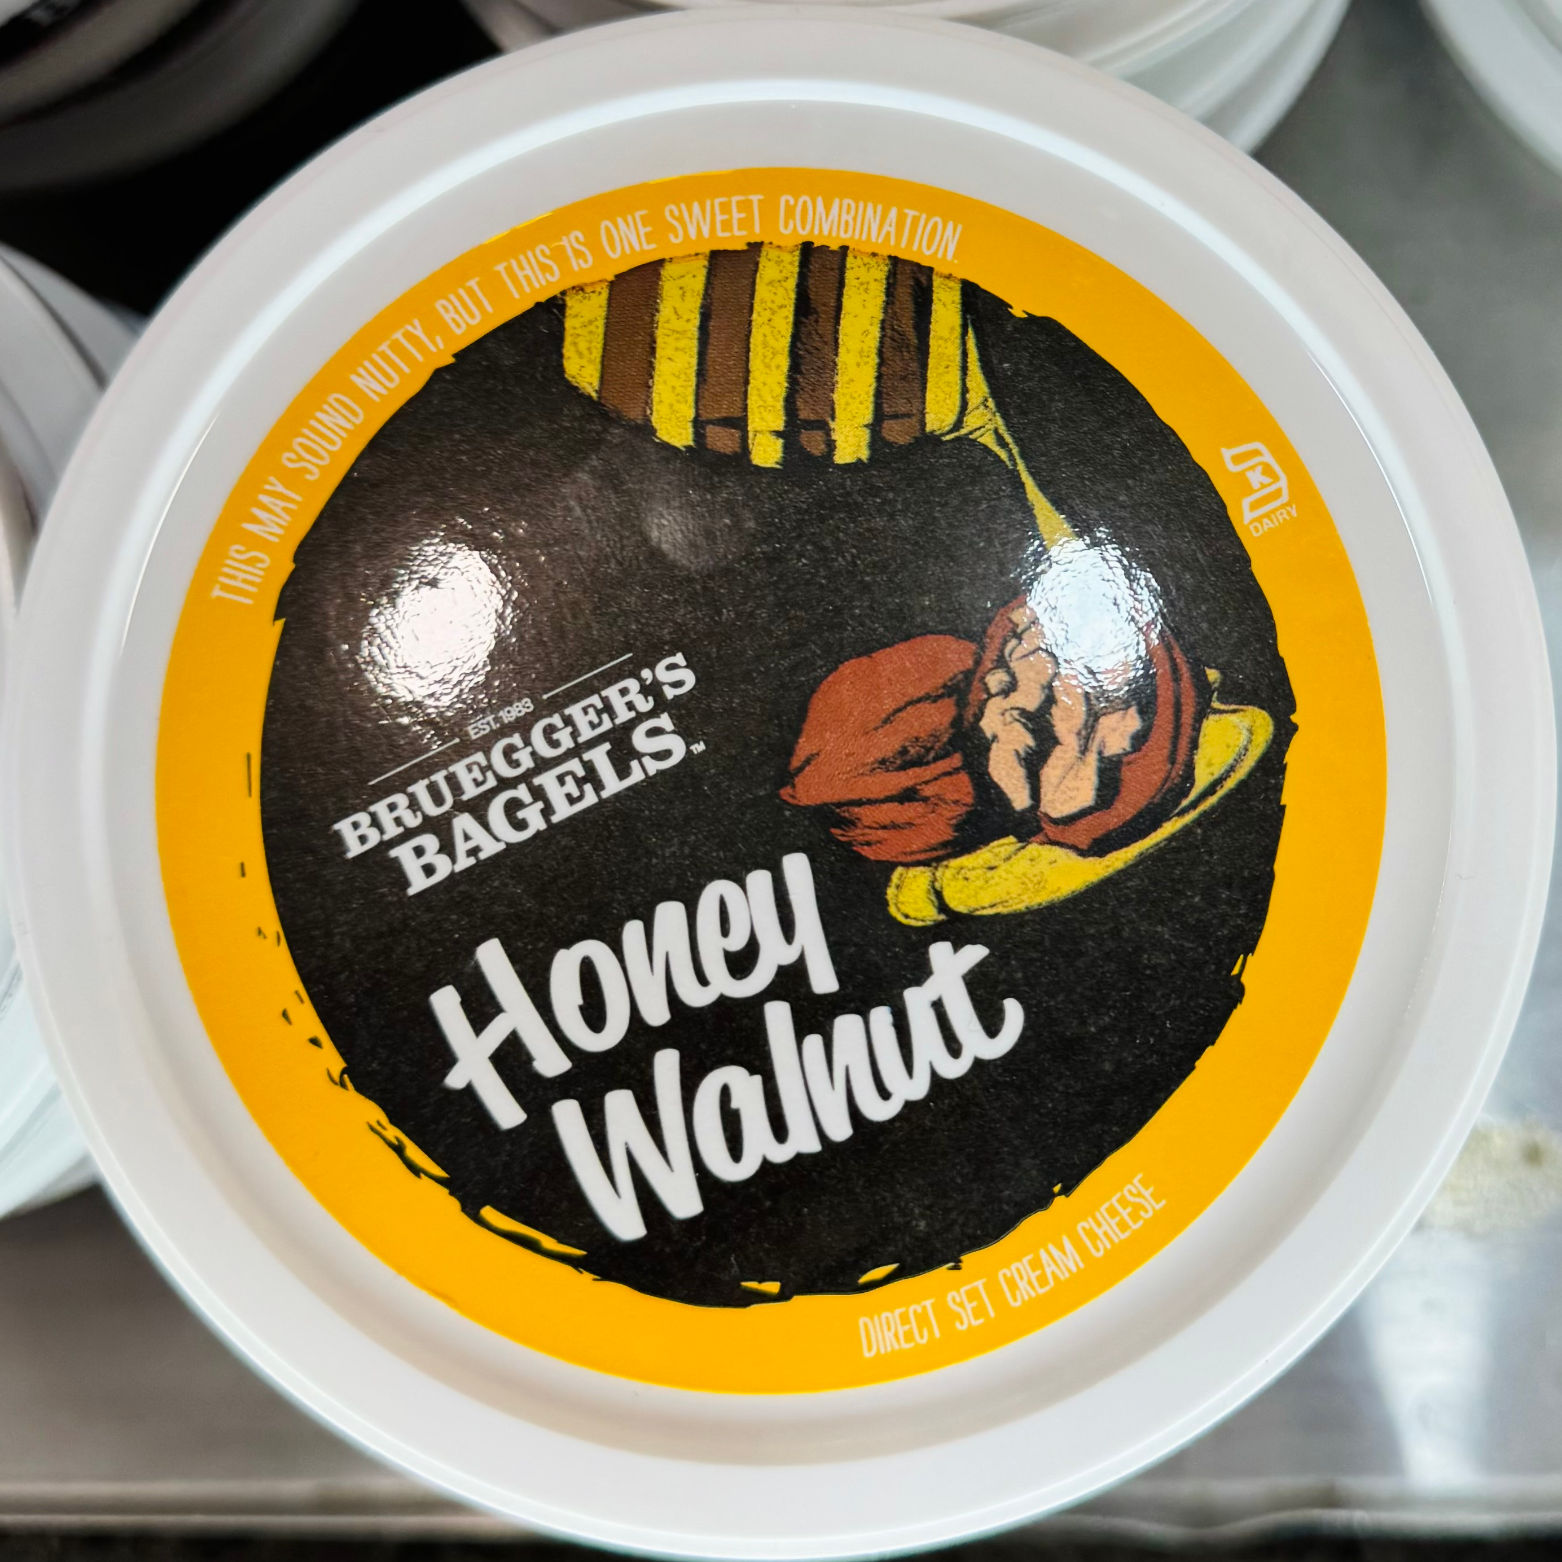 THIS MAY SOUND NUTTY, BUT THIS IS ONE SWEET COMBINATION.
K
DAIRY
EST. 1983
BRUEGGER'S
BAGELS™
Honey
Walnut
DIRECT SET CREAM CHEESE